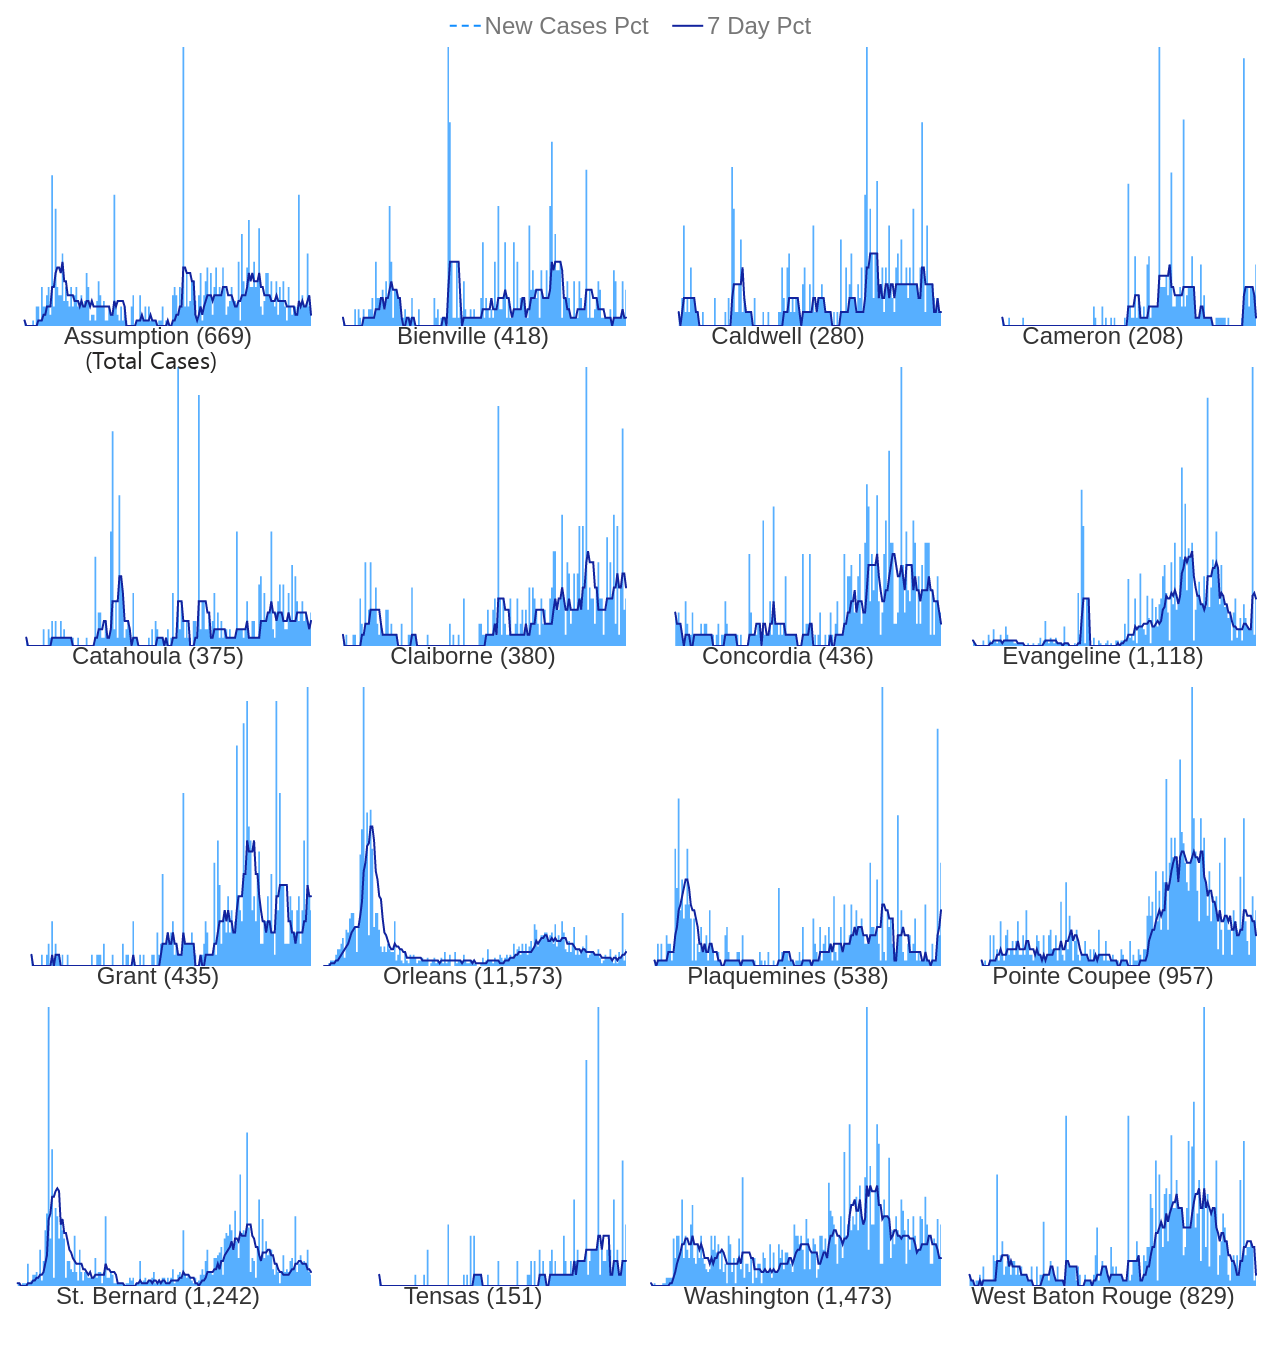 New Cases Pct 7 Day Pct
Assumption (669) Bienville (418) Caldwell (280) Cameron (208)
(Total Cases)
Catahoula (375) Claiborne (380) Concordia (436) Evangeline (1,118)
Grant (435) Orleans (11,573) Plaquemines (538) Pointe Coupee (957)
St. Bernard (1,242) Tensas (151) Washington (1,473) West Baton Rouge (829)